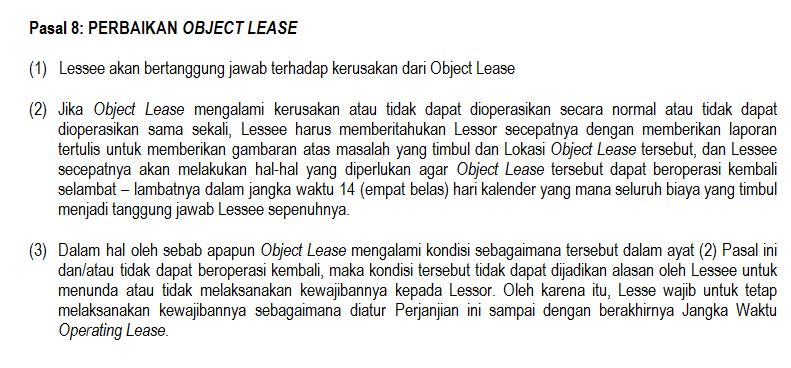 Pasal 8: PERBAIKAN OBJECT LEASE
(1) Lessee akan bertanggung jawab terhadap kerusakan dari Object Lease
(2) Jika Object Lease mengalami kerusakan atau tidak dapat dioperasikan secara normal atau tidak dapat
dioperasikan sama sekali, Lessee harus memberitahukan Lessor secepatnya dengan memberikan laporan
tertulis untuk memberikan gambaran atas masalah yang timbul dan Lokasi Object Lease tersebut, dan Lessee
secepatnya akan melakukan hal-hal yang diperlukan agar Object Lease tersebut dapat beroperasi kembali
selambat – lambatnya dalam jangka waktu 14 (empat belas) hari kalender yang mana seluruh biaya yang timbul
menjadi tanggung jawab Lessee sepenuhnya.
(3) Dalam hal oleh sebab apapun Object Lease mengalami kondisi sebagaimana tersebut dalam ayat (2) Pasal ini
dan/atau tidak dapat beroperasi kembali, maka kondisi tersebut tidak dapat dijadikan alasan oleh Lessee untuk
menunda atau tidak melaksanakan kewajibannya kepada Lessor. Oleh karena itu, Lesse wajib untuk tetap
melaksanakan kewajibannya sebagaimana diatur Perjanjian ini sampai dengan berakhirnya Jangka Waktu
Operating Lease.